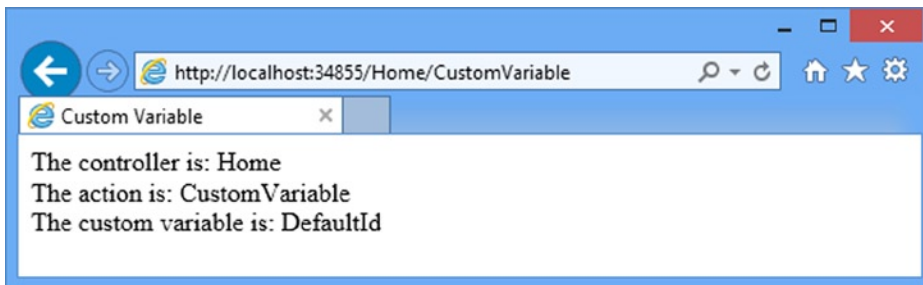 http://localhost:34855/Home/CustomVariable
Custom Variable
The controller is: Home
The action is: CustomVariable
The custom variable is: DefaultId